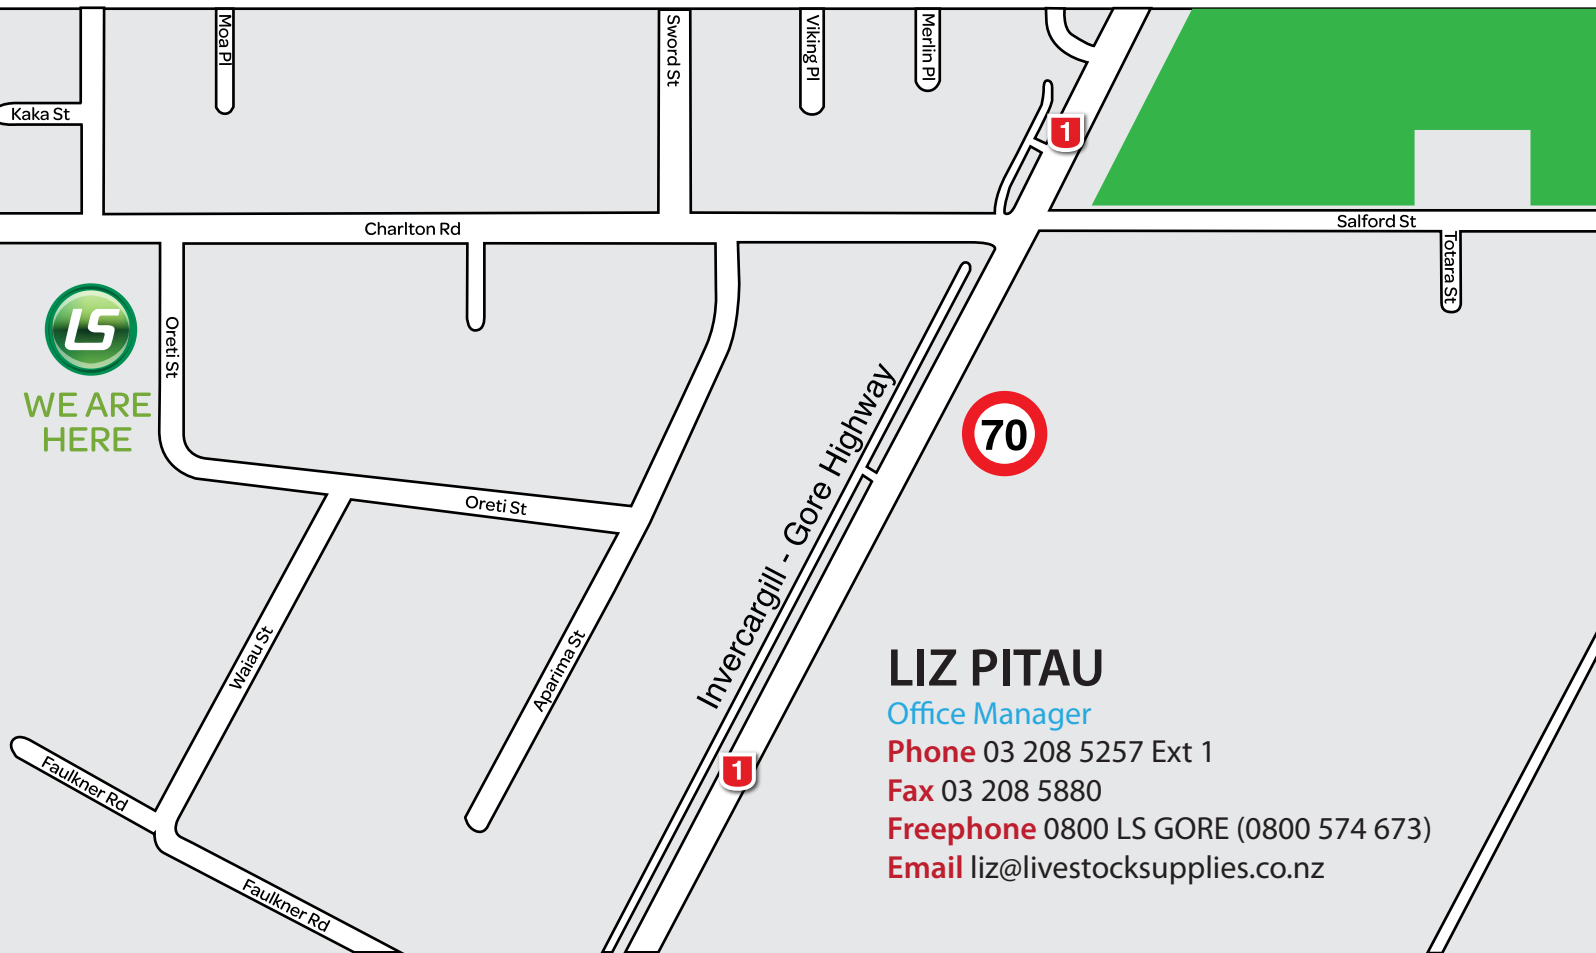 Moa Pl
Sword St
Viking Pl
Merlin Pl
Kaka St
1
Charlton Rd
Salford St
Totara St
LS
WE ARE
HERE
Oreti St
Invercargill - Gore Highway
70
Oreti St
Waiau St
Aparima St
1
Faulkner Rd
Faulkner Rd
LIZ PITAU
Office Manager
Phone 03 208 5257 Ext 1
Fax 03 208 5880
Freephone 0800 LS GORE (0800 574 673)
Email liz@livestocksupplies.co.nz